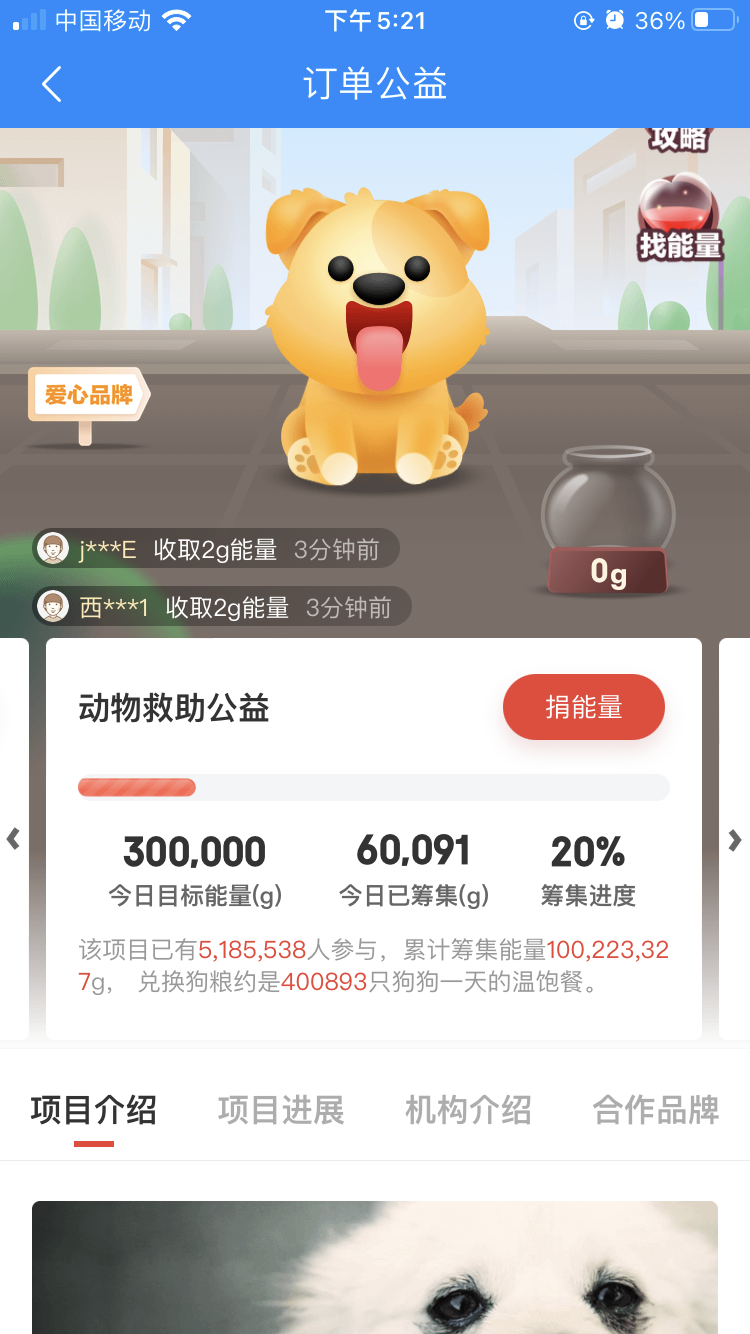 中国移动 下午5:21 36%
订单公益
攻略
找能量
爱心品牌
j***E 收取2g能量 3分钟前
0g
西***1 收取2g能量 3分钟前
动物救助公益 捐能量
300,000 60,091 20%
今日目标能量(g) 今日已筹集(g) 筹集进度
该项目已有5,185,538人参与，累计筹集能量100,223,32
7g， 兑换狗粮约是400893只狗狗一天的温饱餐。
项目介绍 项目进展 机构介绍 合作品牌